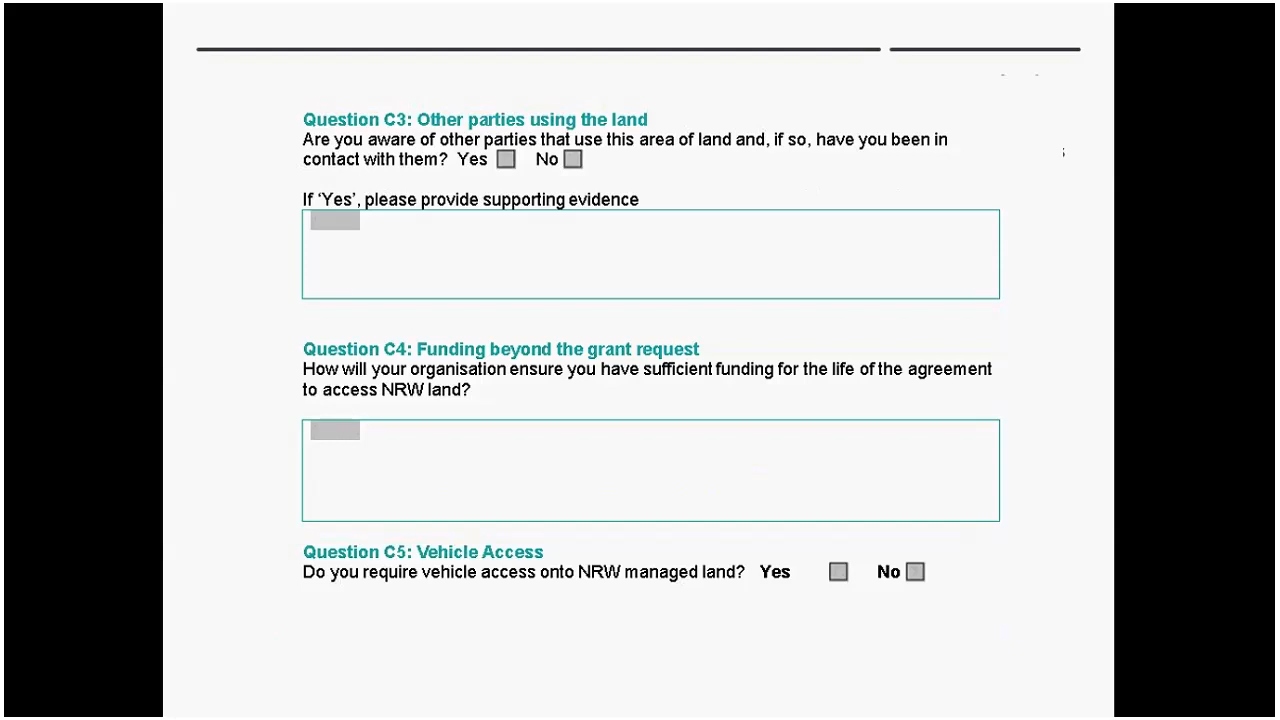 Question C3: Other parties using the land
Are you aware of other parties that use this area of land and, if so, have you been in
contact with them? Yes No
If ‘Yes’, please provide supporting evidence
Question C4: Funding beyond the grant request
How will your organisation ensure you have sufficient funding for the life of the agreement
to access NRW land?
Question C5: Vehicle Access
Do you require vehicle access onto NRW managed land? Yes No